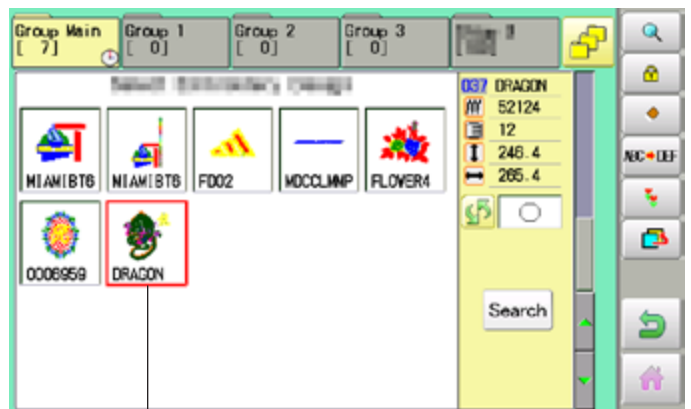 Group Main
[ 7]
Group 1
[ 0]
Group 2
[ 0]
Group 3
[ 0]
037 DRAGON
52124
12
246.4
265.4
ABC DEF
MIAMIBT6
MIAMIBT6
FD02
MDCCLMNP
FLOWER4
0006959
DRAGON
Search